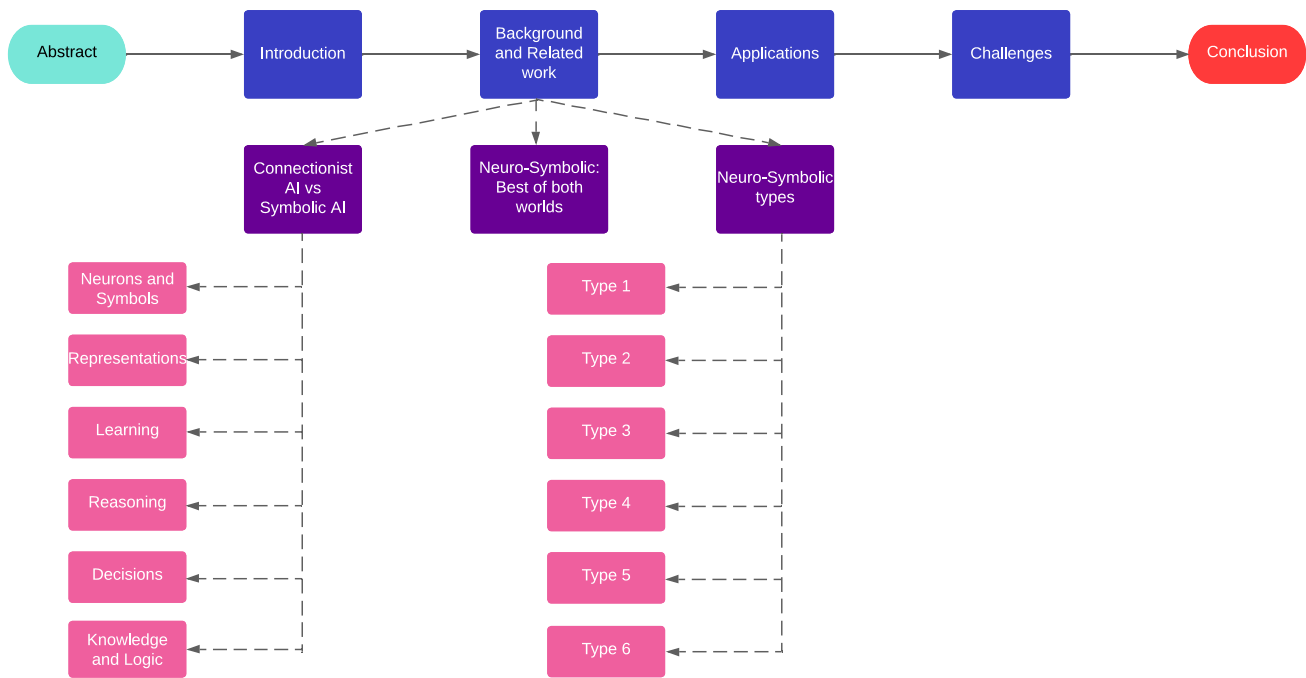 Abstract
Introduction
Background
and Related
work
Applications
Challenges
Conclusion
Connectionist
AI vs
Symbolic AI
Neuro-Symbolic:
Best of both
worlds
Neuro-Symbolic
types
Neurons and
Symbols
Representations
Learning
Reasoning
Decisions
Knowledge
and Logic
Type 1
Type 2
Type 3
Type 4
Type 5
Type 6